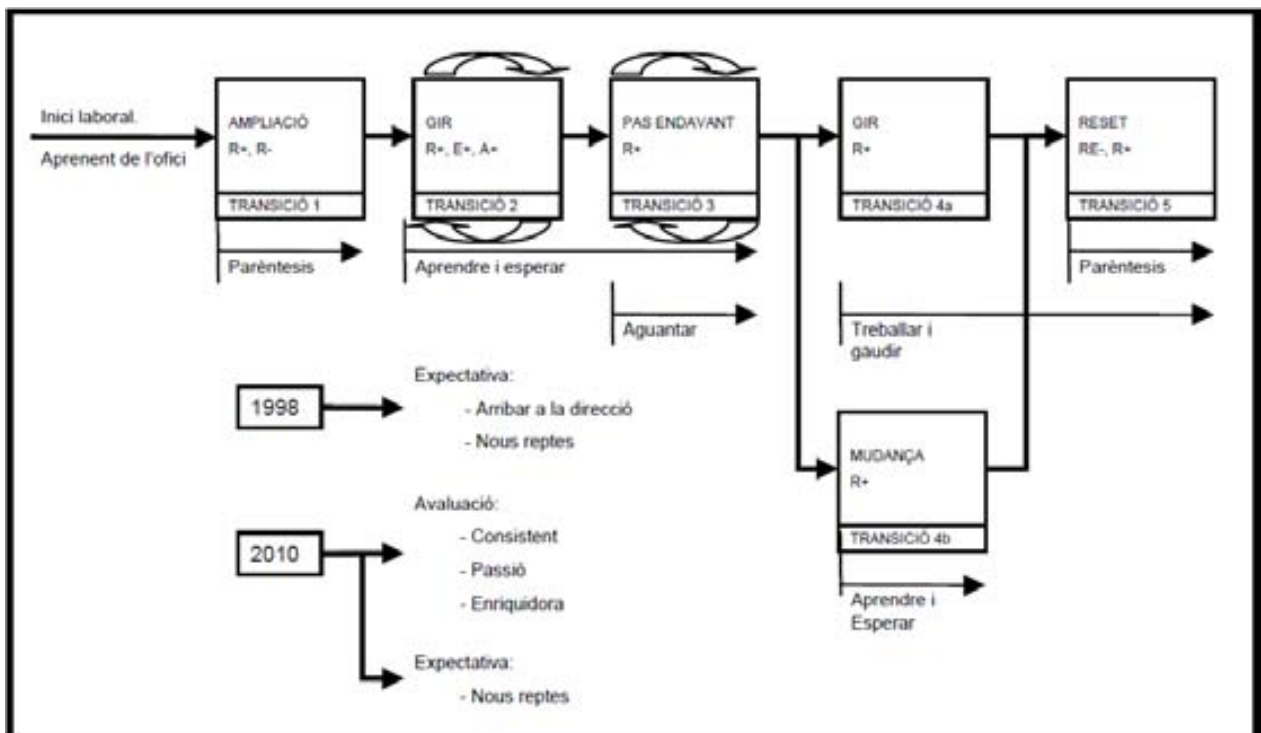 Inici laboral.
Aprenent de l'ofici
AMPLIACIÓ
R+, R-
TRANSICIÓ 1
Parèntesis
GIR
R+, E+, A+
TRANSICIÓ 2
Aprendre i esperar
PAS ENDAVANT
R+
TRANSICIÓ 3
Aguantar
GIR
R+
TRANSICIÓ 4a
Treballar i
gaudir
RESET
RE-, R+
TRANSICIÓ 5
Parèntesis
MUDANÇA
R+
TRANSICIÓ 4b
Aprendre i
Esperar
1998
Expectativa:
- Arribar a la direcció
- Nous reptes
2010
Avaluació:
- Consistent
- Passió
- Enriquidora
Expectativa:
- Nous reptes